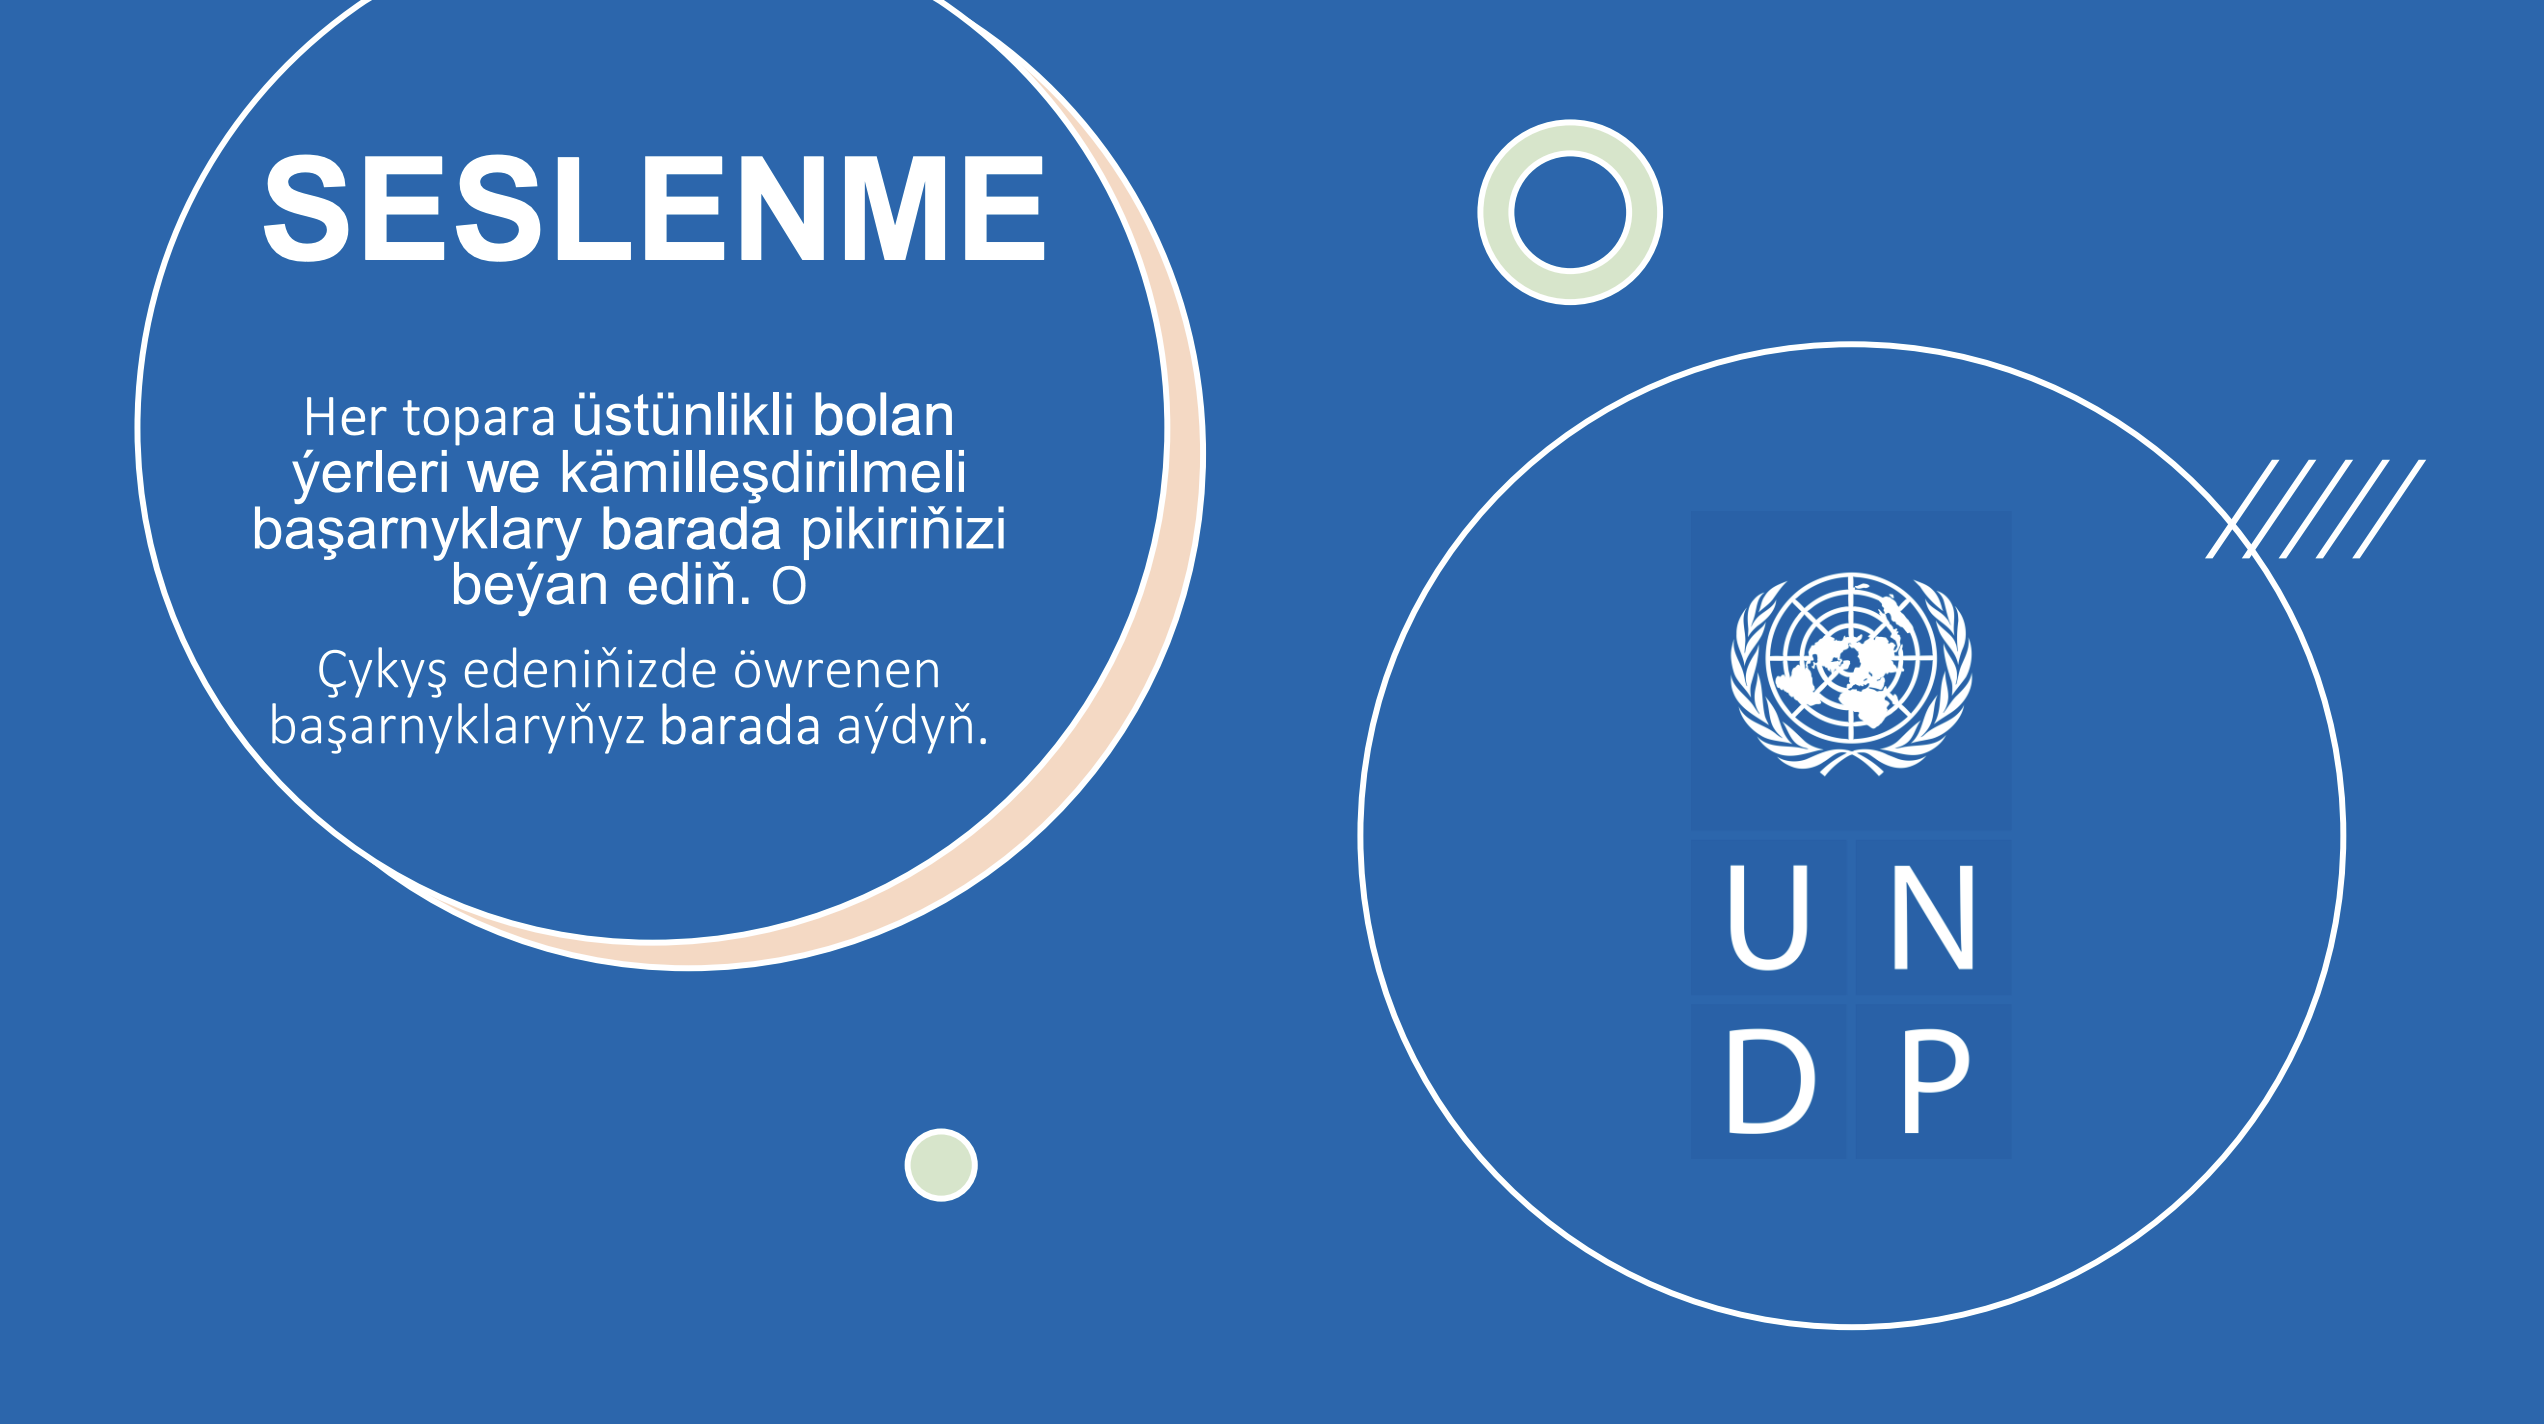 SESLENME
Her topara üstünlikli bolan
ýerleri we kämilleşdirilmeli
başarnyklary barada pikiriňizi
beýan ediň. O
Çykyş edeniňizde öwrenen
başarnyklaryňyz barada aýdyň.
U N
D P